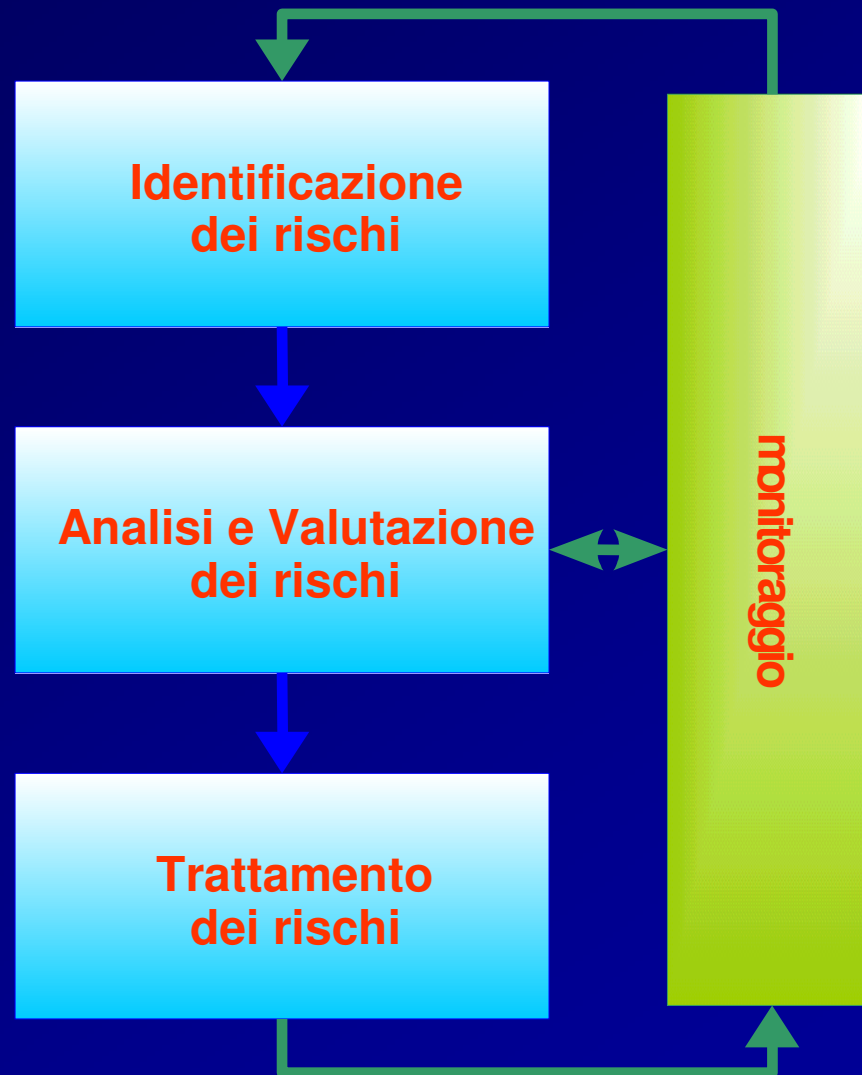 Identificazione
dei rischi
Analisi e Valutazione
dei rischi
Trattamento
dei rischi
monitoraggio